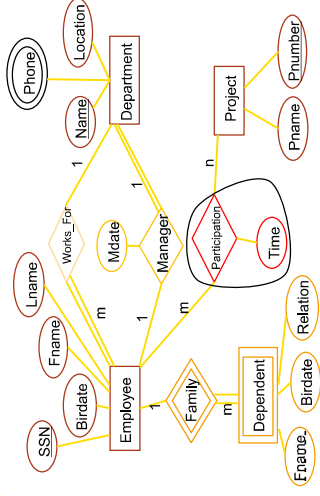 SSN
Birdate
Fname
Lname
Phone
Name
Location
Works_For
1
m
Employee
Mdate
Department
1
1
Manager
1
m
Family
Participation
n
m
Project
Dependent
Time
Pname
Pnumber
Fname
Birdate
Relation